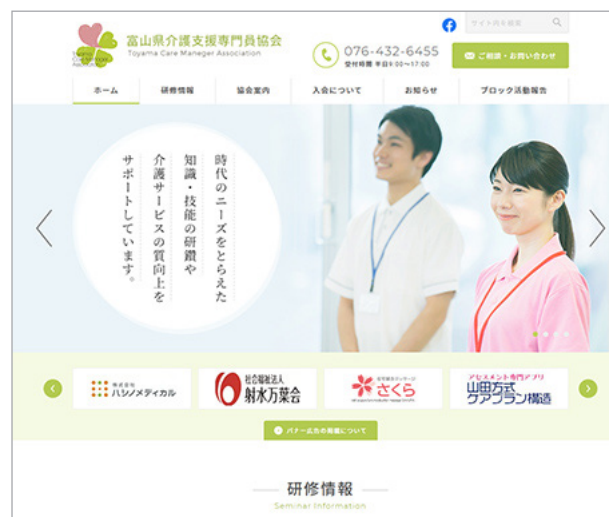 富山県介護支援専門員協会
Toyama Care Maneger Association
076-432-6455
受付時間 平日9:00～17:00
サイト内を検索
ご相談・お問い合わせ
ホーム
研修情報
協会案内
入会について
お知らせ
ブロック活動報告
時代のニーズをとらえた
知識・技能の研鑽や
介護サービスの質向上を
サポートしています。
株式会社
ハシノメディカル
社会福祉法人
射水万葉会
さくら
アセスメント専門アプリ
山田方式
ケアプラン構造
バナー広告の掲載について
研修情報
Seminar Information